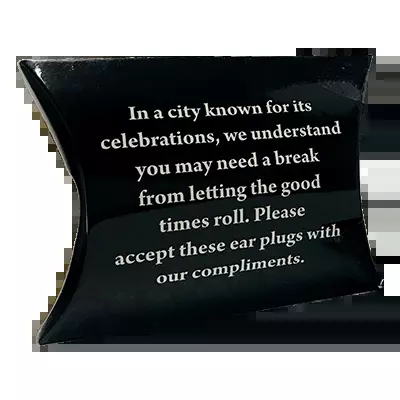 In a city known for its
celebrations, we understand
you may need a break
from letting the good
times roll. Please
accept these ear plugs with
our compliments.